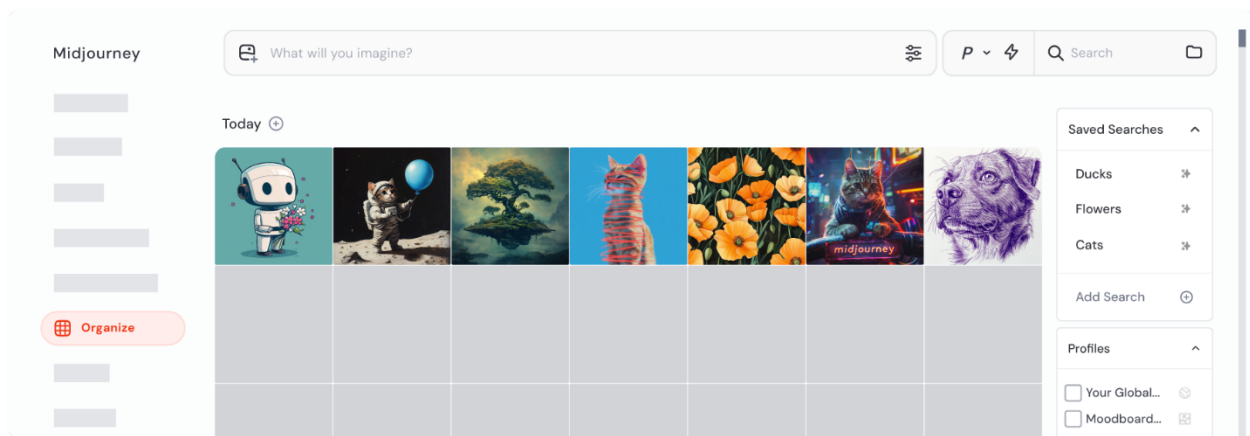 Midjourney
What will you imagine?
P
Search
Today
Saved Searches
Ducks
Flowers
Cats
Add Search
Organize
midjourney
Profiles
Your Global...
Moodboard...